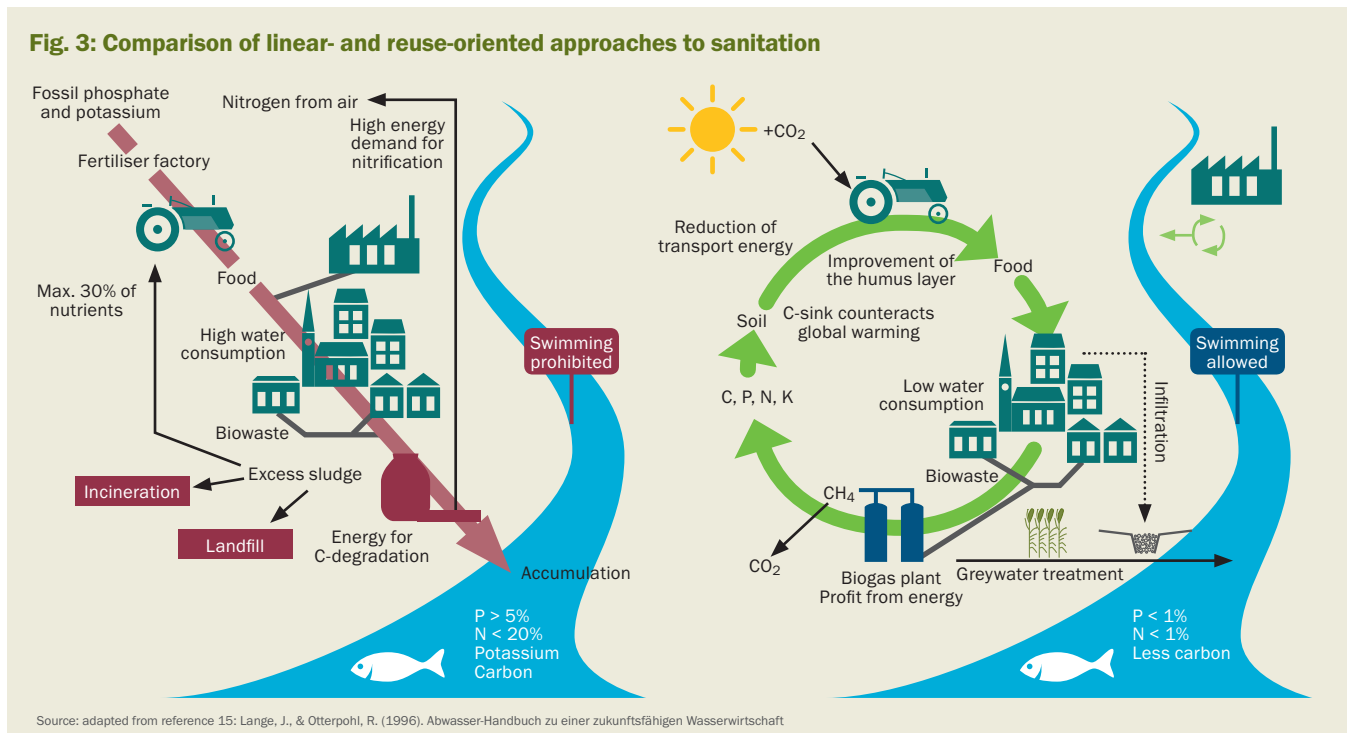 Fig. 3: Comparison of linear- and reuse-oriented approaches to sanitation
Fossil phosphate
and potassium
Nitrogen from air
High energy
demand for
nitrification
Fertiliser factory
Food
Max. 30% of
nutrients
High water
consumption
Swimming
prohibited
Biowaste
Excess sludge
Incineration
Landfill
Energy for
C-degradation
Accumulation
P > 5%
N < 20%
Potassium
Carbon
+CO₂
Reduction of
transport energy
Improvement of
the humus layer
Food
Soil
C-sink counteracts
global warming
Swimming
allowed
C, P, N, K
Low water
consumption
Infiltration
Biowaste
CH₄
CO₂
Biogas plant
Profit from energy
Greywater treatment
P < 1%
N < 1%
Less carbon
Source: adapted from reference 15: Lange, J., & Otterpohl, R. (1996). Abwasser-Handbuch zu einer zukunftsfähigen Wasserwirtschaft